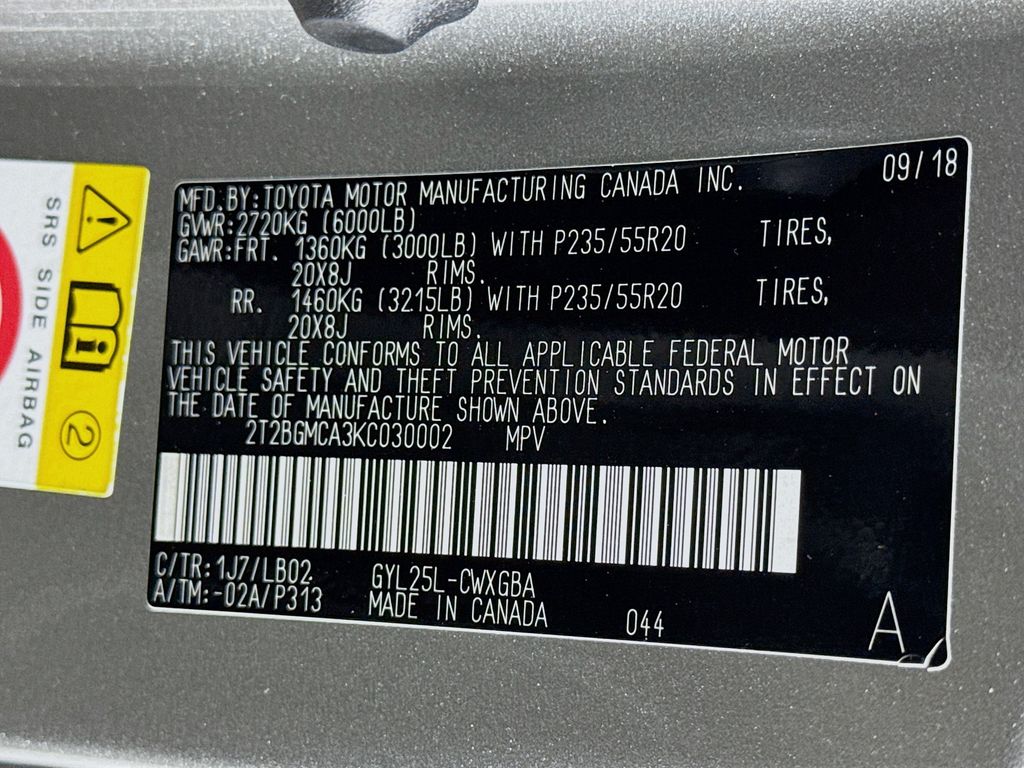 SRS SIDE AIRBAG
2
09/18
MFD. BY: TOYOTA MOTOR MANUFACTURING CANADA INC.
GVWR: 2720KG (6000LB)
GAWR: FRT. 1360KG (3000LB) WITH P235/55R20 TIRES,
20X8J RIMS.
RR. 1460KG (3215LB) WITH P235/55R20 TIRES,
20X8J RIMS.
THIS VEHICLE CONFORMS TO ALL APPLICABLE FEDERAL MOTOR
VEHICLE SAFETY AND THEFT PREVENTION STANDARDS IN EFFECT ON
THE DATE OF MANUFACTURE SHOWN ABOVE.
2T2BGMCA3KC030002 MPV
C/TR: 1J7/LB02 GYL25L-CWXGBA
A/TM: -02A/P313 MADE IN CANADA 044 A